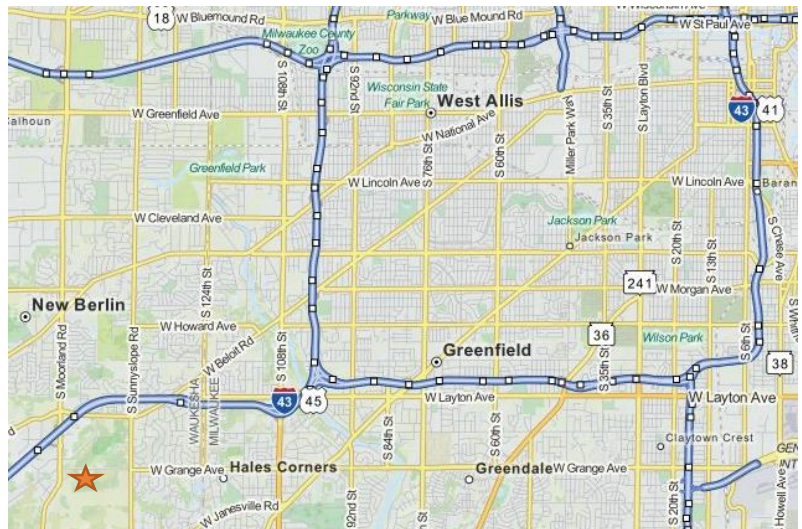 W Wisconsin Ave
18
W Bluemound Rd
Parkway
W Blue Mound Rd
W St Paul Ave
Milwaukee County
Zoo
S 108th St
S 92nd St
Wisconsin State
Fair Park
West Allis
S 35th St
S Layton Blvd
43
41
W Greenfield Ave
Calhoun
W National Ave
Miller Park Way
S 76th St
S 60th St
Greenfield Park
W Lincoln Ave
W Lincoln Ave
W Cleveland Ave
Jackson Park
Jackson Park
S 20th St
S 13th St
S Chase Ave
S 124th St
241
W Morgan Ave
New Berlin
W Howard Ave
S Moorland Rd
S Sunnyslope Rd
W Beloit Rd
S 108th St
36
Wilson Park
S 6th St
38
Greenfield
S 35th St
43
45
W Layton Ave
W Layton Ave
WAUKESHA
MILWAUKEE
S 84th St
S 60th St
Claytown Crest
W Grange Ave
Hales Corners
Greendale
W Grange Ave
S 20th St
Howell Ave
W Janesville Rd
92nd St
S 76th St